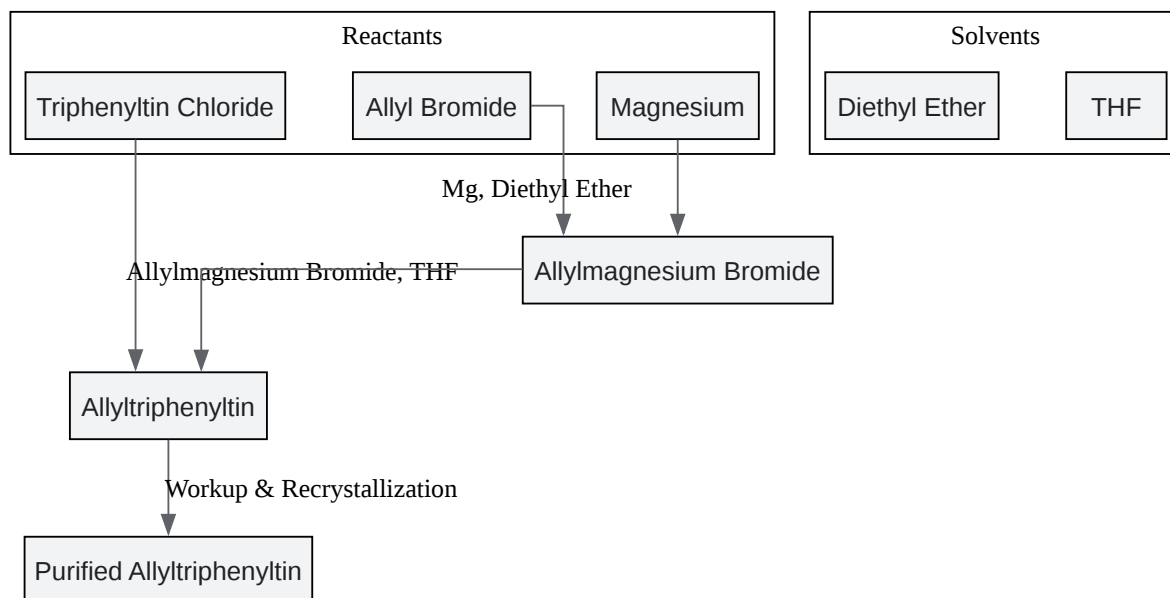 Reactants
Solvents
Triphenyltin Chloride
Allyl Bromide
Magnesium
Diethyl Ether
THF
Mg, Diethyl Ether
Allylmagnesium Bromide, THF
Allylmagnesium Bromide
Allyltriphenyltin
Workup & Recrystallization
Purified Allyltriphenyltin